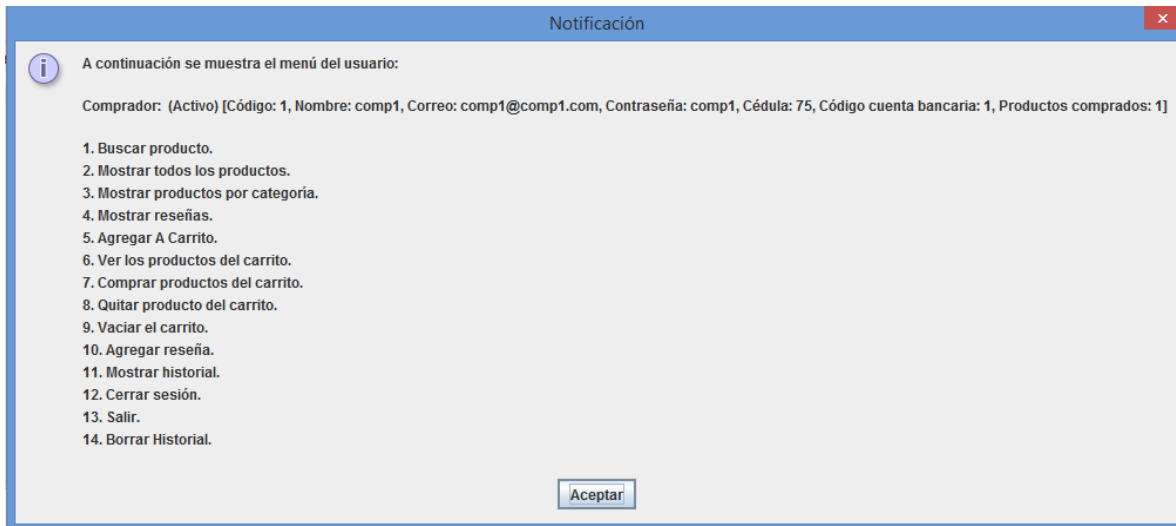 Notificación
A continuación se muestra el menú del usuario:
Comprador: (Activo) [Código: 1, Nombre: comp1, Correo: comp1@comp1.com, Contraseña: comp1, Cédula: 75, Código cuenta bancaria: 1, Productos comprados: 1]
1. Buscar producto.
2. Mostrar todos los productos.
3. Mostrar productos por categoría.
4. Mostrar reseñas.
5. Agregar A Carrito.
6. Ver los productos del carrito.
7. Comprar productos del carrito.
8. Quitar producto del carrito.
9. Vaciar el carrito.
10. Agregar reseña.
11. Mostrar historial.
12. Cerrar sesión.
13. Salir.
14. Borrar Historial.
Aceptar